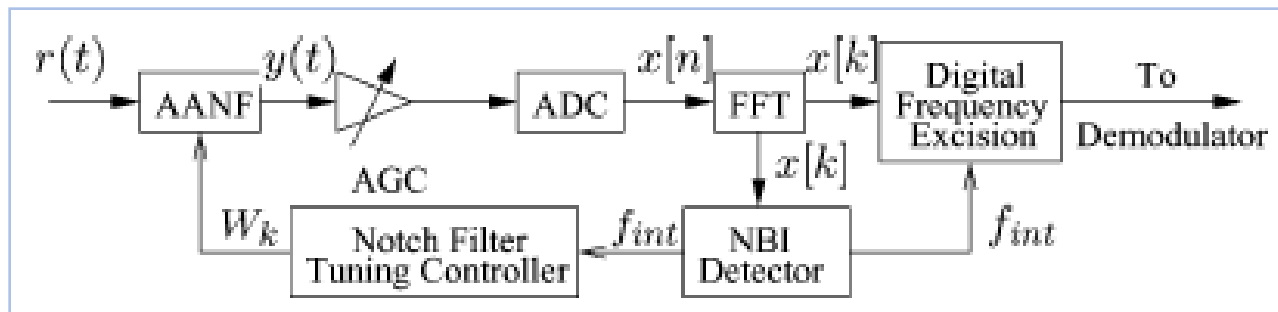 r(t)
AANF
y(t)
AGC
ADC
x[n]
FFT
x[k]
Digital
Frequency
Excision
To
Demodulator
x[k]
W_k
Notch Filter
Tuning Controller
f_int
NBI
Detector
f_int